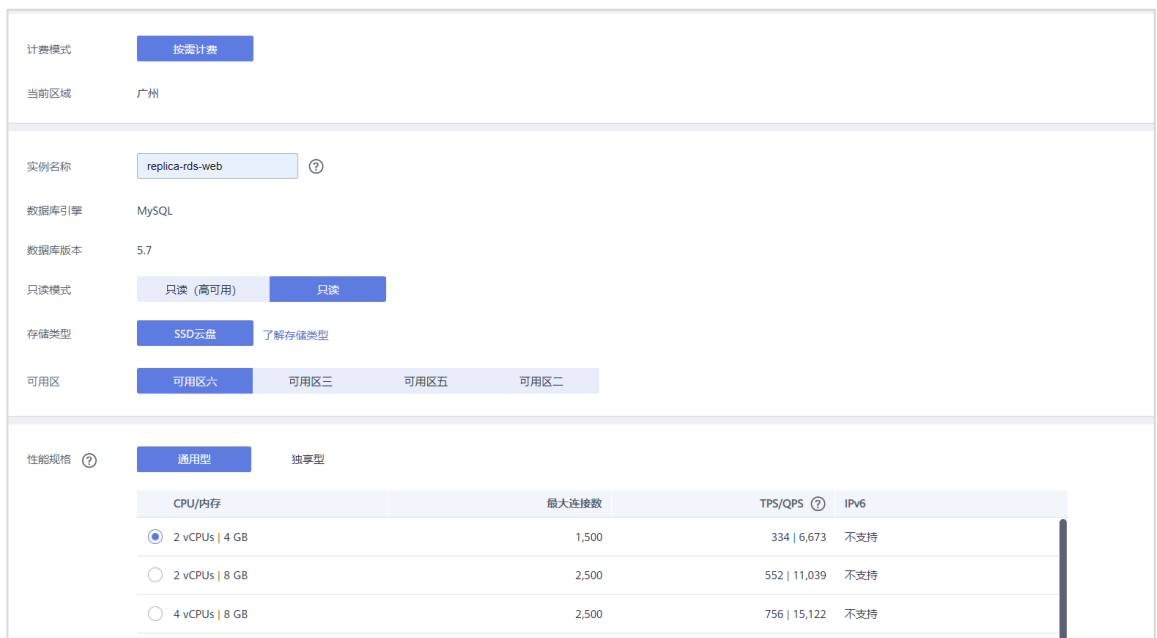 计费模式 按需计费
当前区域 广州
实例名称 replica-rds-web ?
数据库引擎 MySQL
数据库版本 5.7
只读模式 只读（高可用） 只读
存储类型 SSD云盘 了解存储类型
可用区 可用区六 可用区三 可用区五 可用区二
性能规格 ? 通用型 独享型
CPU/内存 最大连接数 TPS/QPS ? IPv6
2 vCPUs | 4 GB 1,500 334 | 6,673 不支持
2 vCPUs | 8 GB 2,500 552 | 11,039 不支持
4 vCPUs | 8 GB 2,500 756 | 15,122 不支持